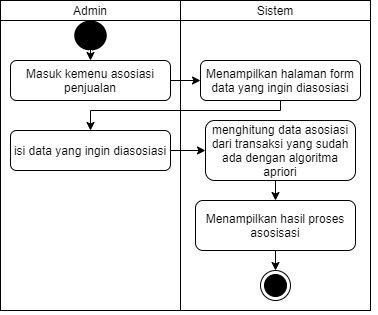 Admin
Sistem
Masuk kemenu asosiasi
penjualan
Menampilkan halaman form
data yang ingin diasosiasi
isi data yang ingin diasosiasi
menghitung data asosiasi
dari transaksi yang sudah
ada dengan algoritma
apriori
Menampilkan hasil proses
asosisasi